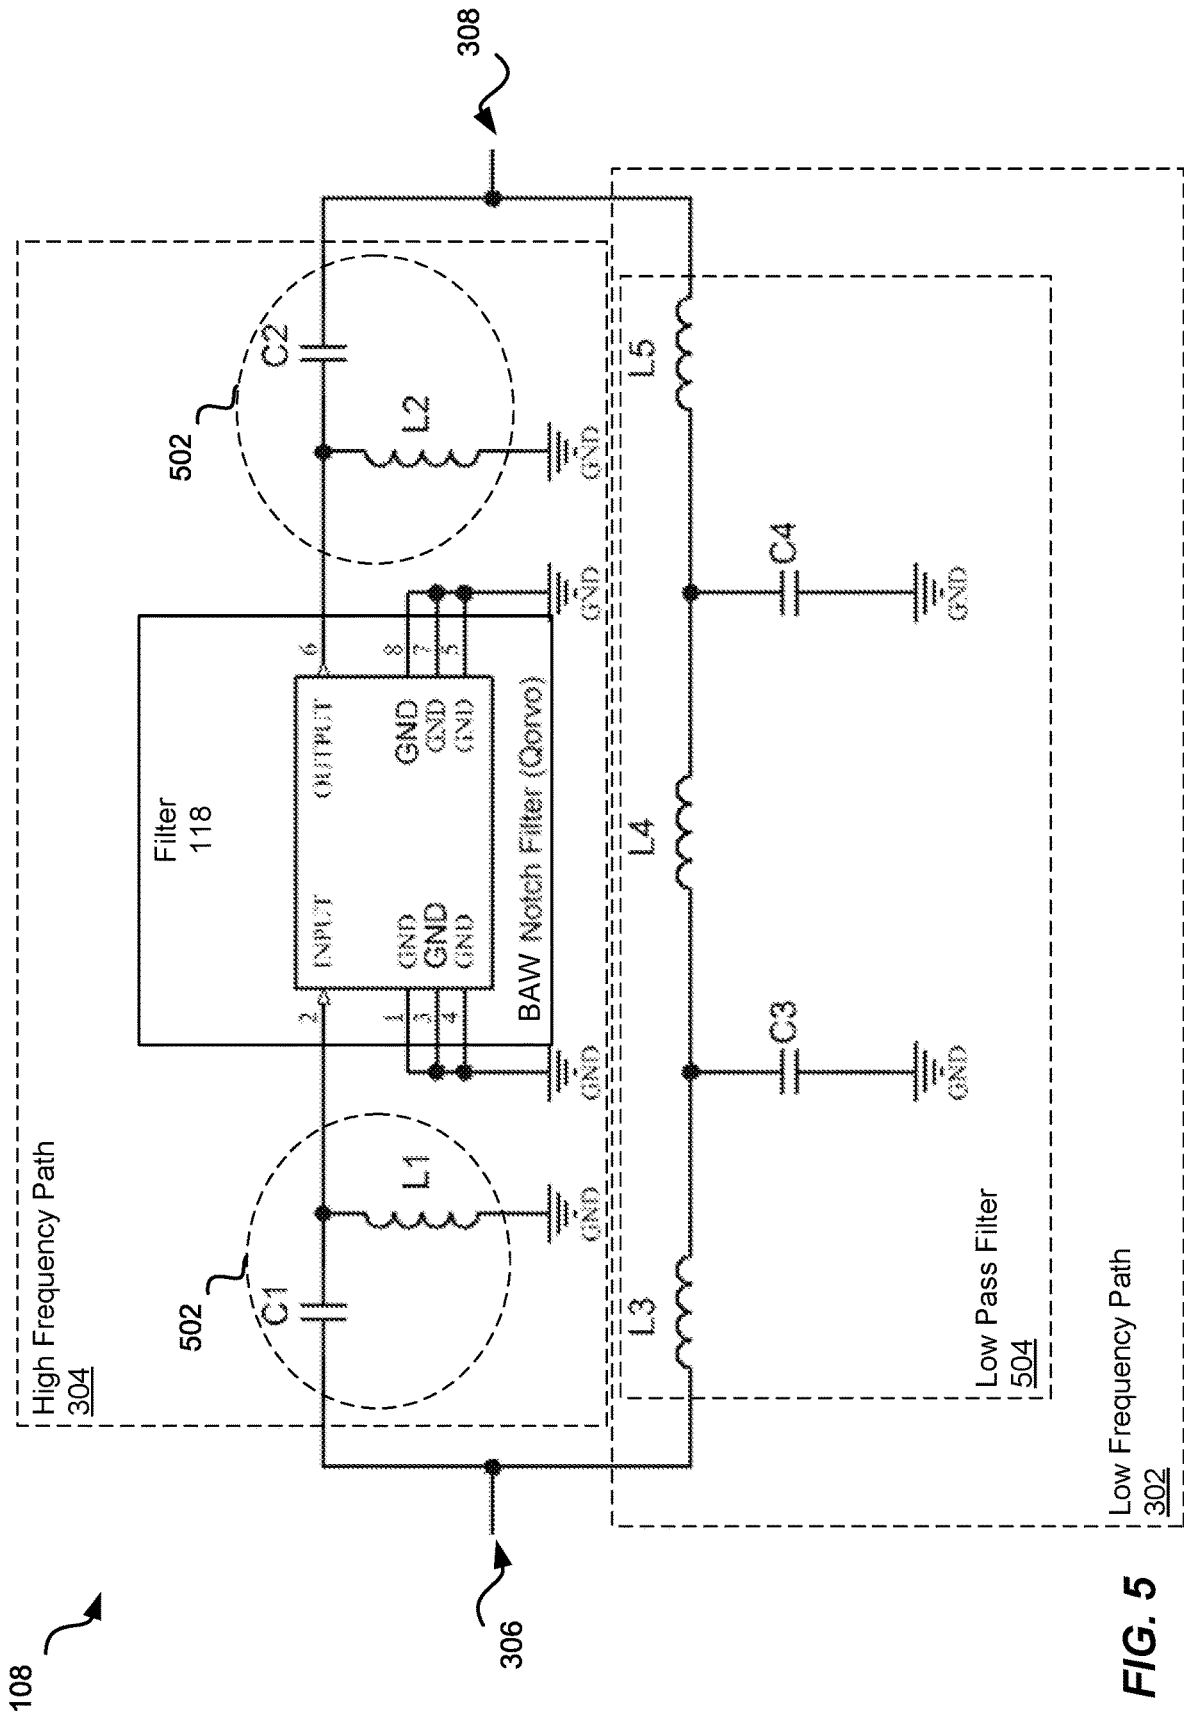 108
High Frequency Path
304
502
C1
L1
GND
Filter
118
2
INPUT
OUTPUT
6
1
GND
GND
8
3
GND
GND
7
4
GND
GND
5
BAW Notch Filter (Qorvo)
GND
GND
502
C2
L2
GND
306
308
L3
L4
L5
C3
C4
GND
GND
Low Pass Filter
504
Low Frequency Path
302
FIG. 5